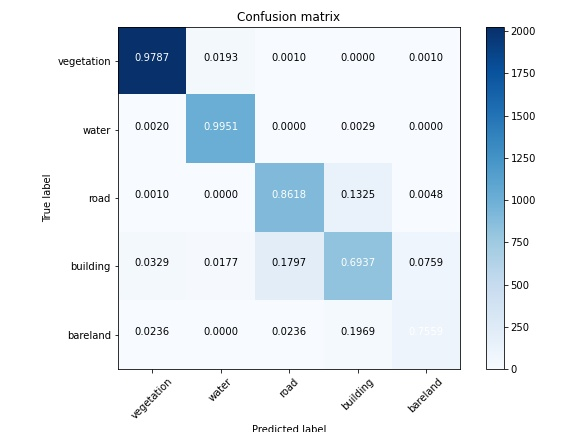 Confusion matrix
True label
vegetation 0.9787 0.0193 0.0010 0.0000 0.0010
water 0.0020 0.9951 0.0000 0.0029 0.0000
road 0.0010 0.0000 0.8618 0.1325 0.0048
building 0.0329 0.0177 0.1797 0.6937 0.0759
bareland 0.0236 0.0000 0.0236 0.1969 0.7559
vegetation water road building bareland
Predicted label
2000
1750
1500
1250
1000
750
500
250
0